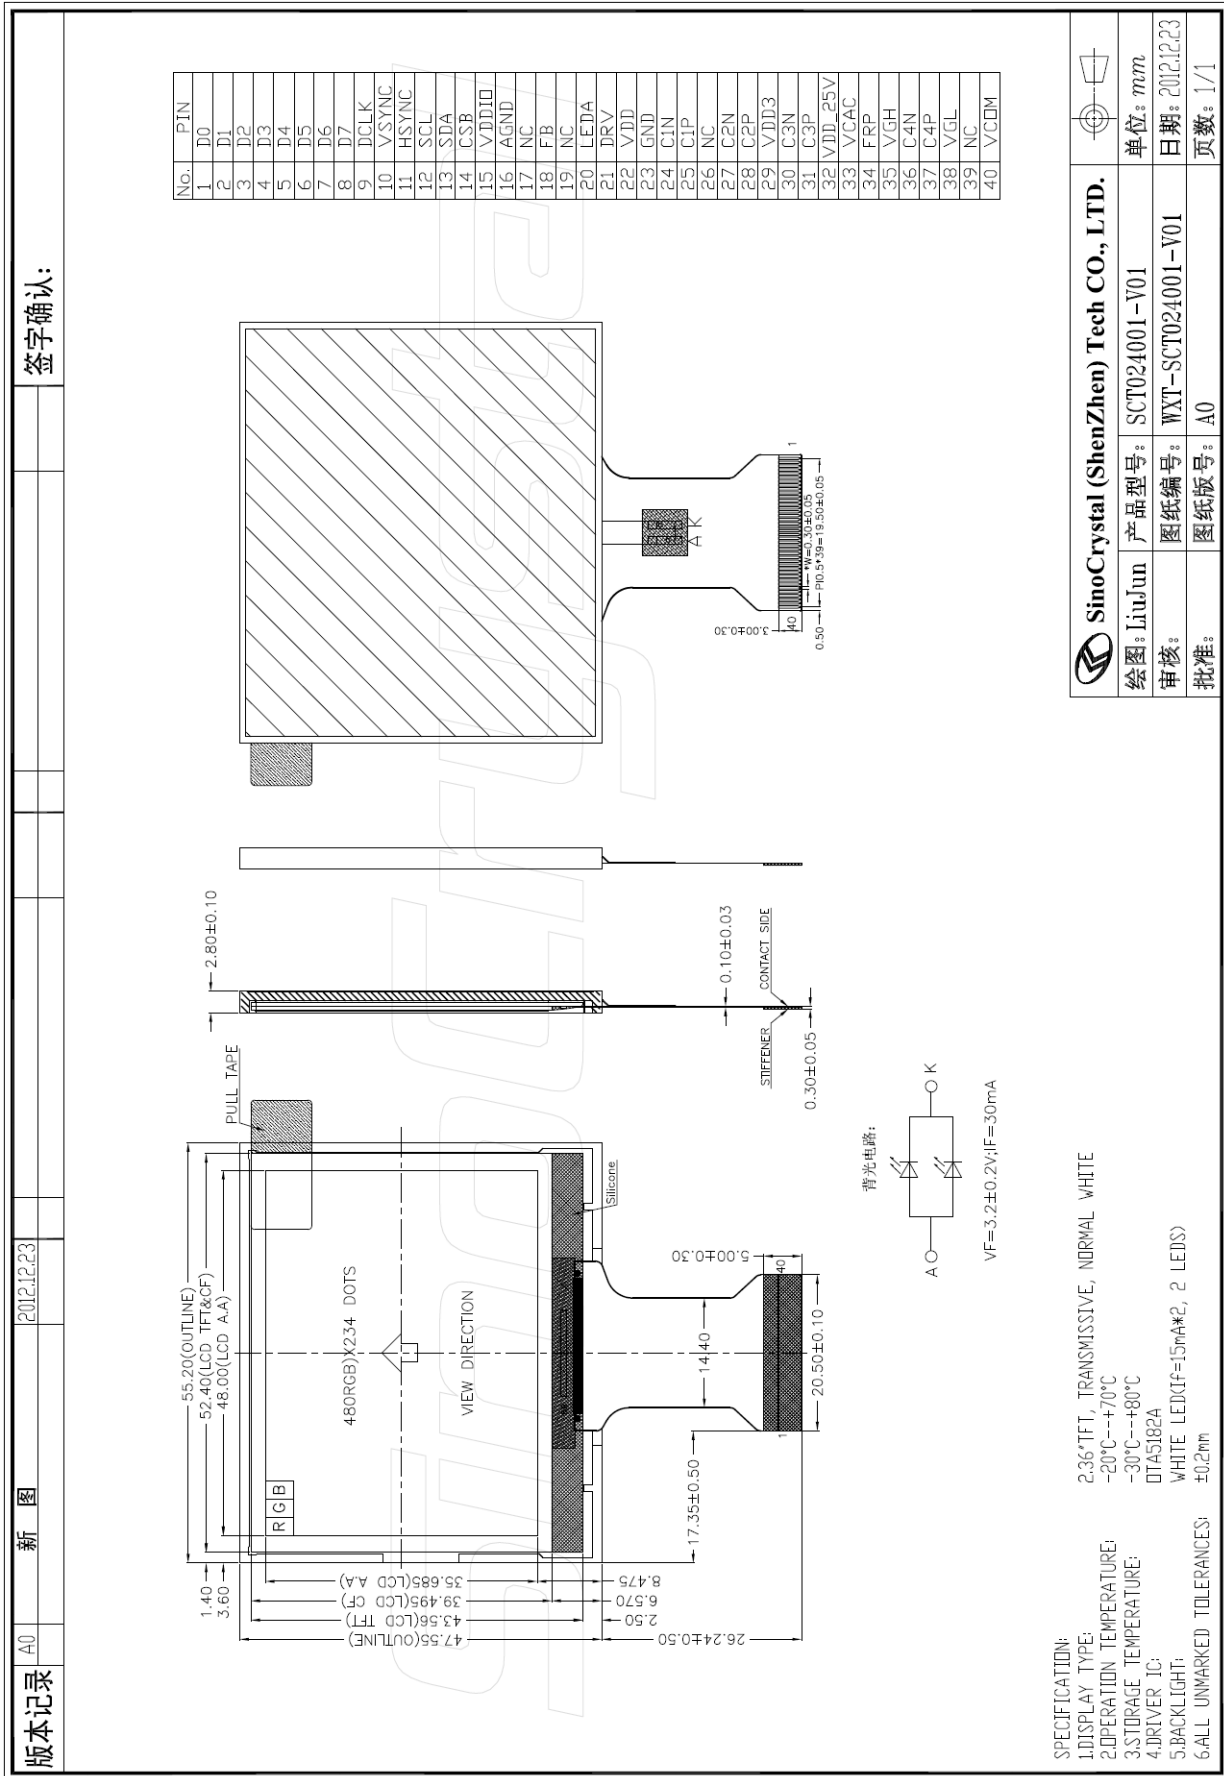 版本记录 A0 新 图 2012.12.23 签字确认:
55.20(OUTLINE)
52.40(LCD TFT&CF)
48.00(LCD A.A)
1.40
3.60
PULL TAPE
2.80±0.10
R G B
480RGB)X234 DOTS
VIEW DIRECTION
47.55(OUTLINE)
43.56(LCD TFT)
39.495(LCD CF)
35.685(LCD A.A)
2.50
6.570
8.475
26.24±0.50
Silicone
17.35±0.50
14.40
5.00±0.30
1
40
20.50±0.10
0.10±0.03
STIFFENER
CONTACT SIDE
0.30±0.05
A K
3.00±0.30
40
1
*W=0.30±0.05
P10.5*39=19.50±0.05
0.50
No. PIN
1 D0
2 D1
3 D2
4 D3
5 D4
6 D5
7 D6
8 D7
9 DCLK
10 VSYNC
11 HSYNC
12 SCL
13 SDA
14 CSB
15 VDDIO
16 AGND
17 NC
18 FB
19 NC
20 LEDA
21 DRV
22 VDD
23 GND
24 C1N
25 C1P
26 NC
27 C2N
28 C2P
29 VDD3
30 C3N
31 C3P
32 VDD_25V
33 VCAC
34 FRP
35 VGH
36 C4N
37 C4P
38 VGL
39 NC
40 VCOM
背光电路:
A K
VF=3.2±0.2V;IF=30mA
SPECIFICATION:
1.DISPLAY TYPE: 2.36"TFT, TRANSMISSIVE, NORMAL WHITE
2.OPERATION TEMPERATURE: -20°C--+70°C
3.STORAGE TEMPERATURE: -30°C--+80°C
4.DRIVER IC: OTA5182A
5.BACKLIGHT: WHITE LED(IF=15mA*2, 2 LEDS)
6.ALL UNMARKED TOLERANCES: ±0.2mm
SinoCrystal (ShenZhen) Tech CO., LTD.
绘图: LiuJun 产品型号: SCT024001-V01 单位: mm
审核: 图纸编号: WXT-SCT024001-V01 日期: 2012.12.23
批准: 图纸版号: A0 页数: 1/1
SinoCrystal